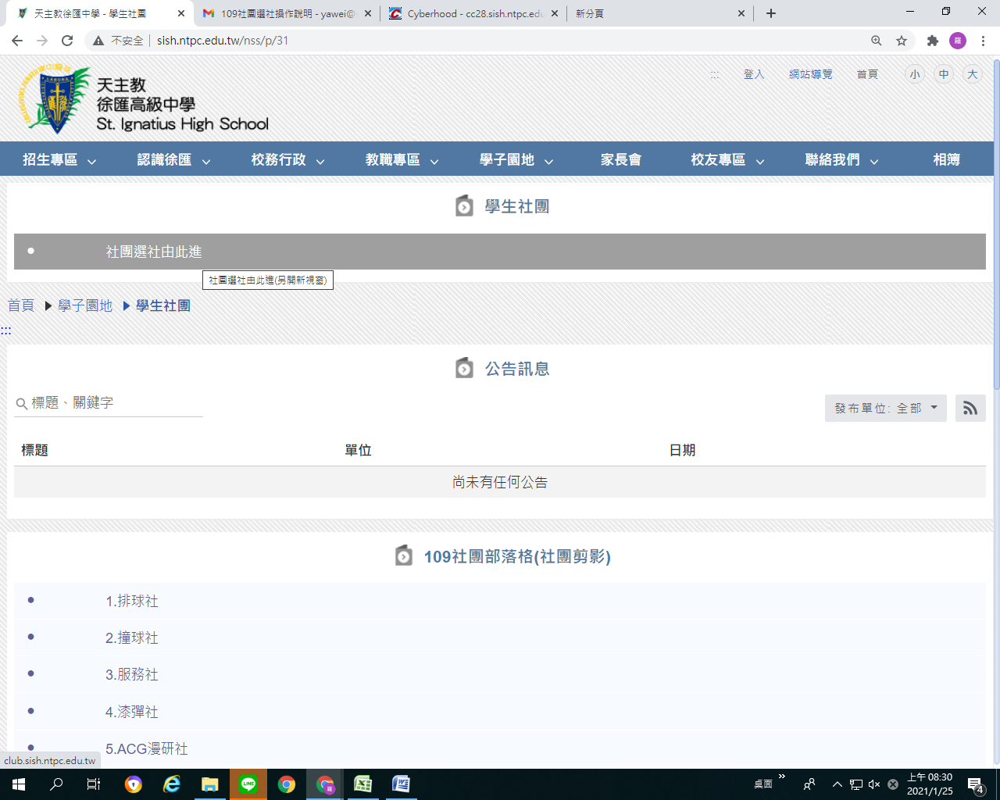 天主教徐匯中學 - 學生社團
109社團選社操作說明 - yawei@
Cyberhood - cc28.sish.ntpc.edu
新分頁
不安全 sish.ntpc.edu.tw/nss/p/31
羅
天主教
徐匯高級中學
St. Ignatius High School
::: 登入 網站導覽 首頁 小 中 大
招生專區 認識徐匯 校務行政 教職專區 學子園地 家長會 校友專區 聯絡我們 相簿
學生社團
社團選社由此進
社團選社由此進(另開新視窗)
首頁 學子園地 學生社團
:::
公告訊息
標題、關鍵字
發布單位: 全部
標題 單位 日期
尚未有任何公告
109社團部落格(社團剪影)
1.排球社
2.撞球社
3.服務社
4.漆彈社
5.ACG漫研社
club.sish.ntpc.edu.tw
LINE
桌面
上午 08:30
2021/1/25
4